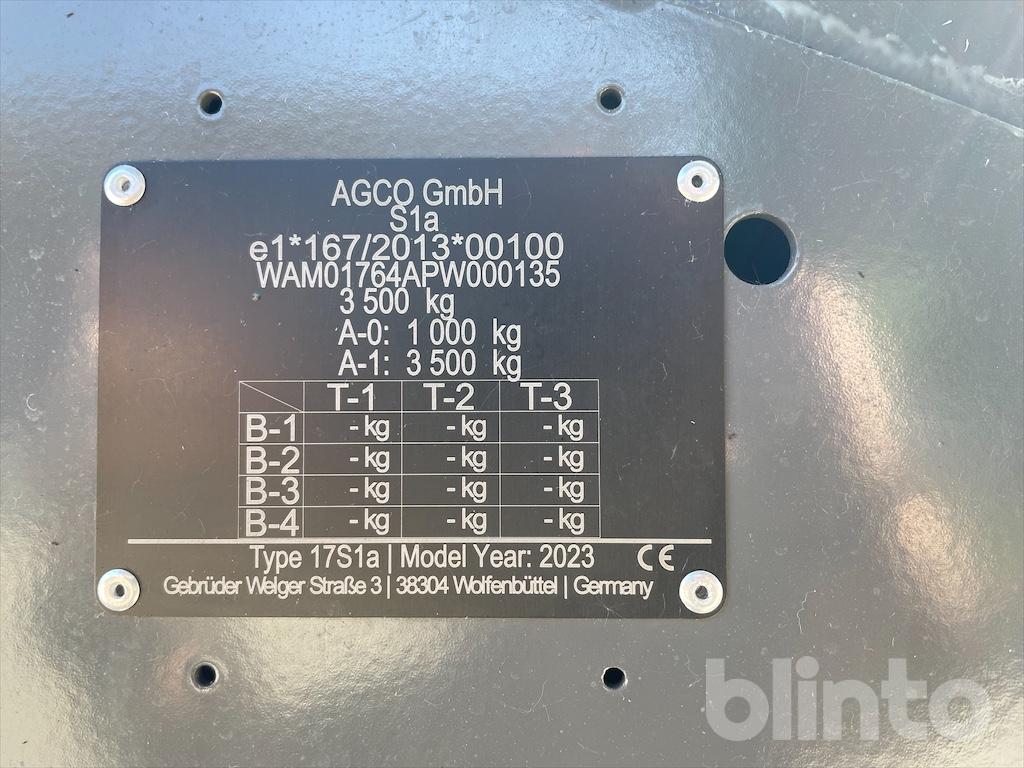 AGCO GmbH
S1a
e1*167/2013*00100
WAM01764APW000135
3 500 kg
A-0: 1 000 kg
A-1: 3 500 kg
T-1 T-2 T-3
B-1 -kg -kg -kg
B-2 -kg -kg -kg
B-3 -kg -kg -kg
B-4 -kg -kg -kg
Type 17S1a | Model Year: 2023 CE
Gebrüder Welger Straße 3 | 38304 Wolfenbüttel | Germany
blinto